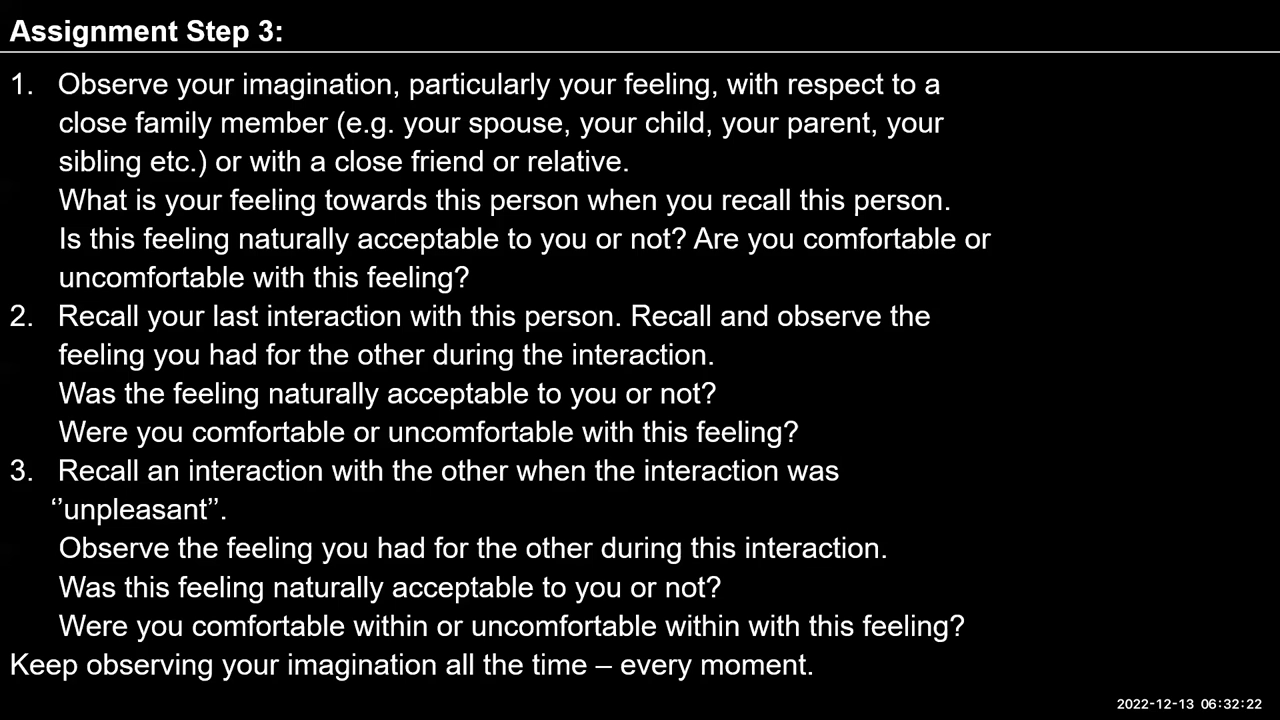 Assignment Step 3:
1. Observe your imagination, particularly your feeling, with respect to a
close family member (e.g. your spouse, your child, your parent, your
sibling etc.) or with a close friend or relative.
What is your feeling towards this person when you recall this person.
Is this feeling naturally acceptable to you or not? Are you comfortable or
uncomfortable with this feeling?
2. Recall your last interaction with this person. Recall and observe the
feeling you had for the other during the interaction.
Was the feeling naturally acceptable to you or not?
Were you comfortable or uncomfortable with this feeling?
3. Recall an interaction with the other when the interaction was
‘’unpleasant’’.
Observe the feeling you had for the other during this interaction.
Was this feeling naturally acceptable to you or not?
Were you comfortable within or uncomfortable within with this feeling?
Keep observing your imagination all the time – every moment.
2022-12-13 06:32:22